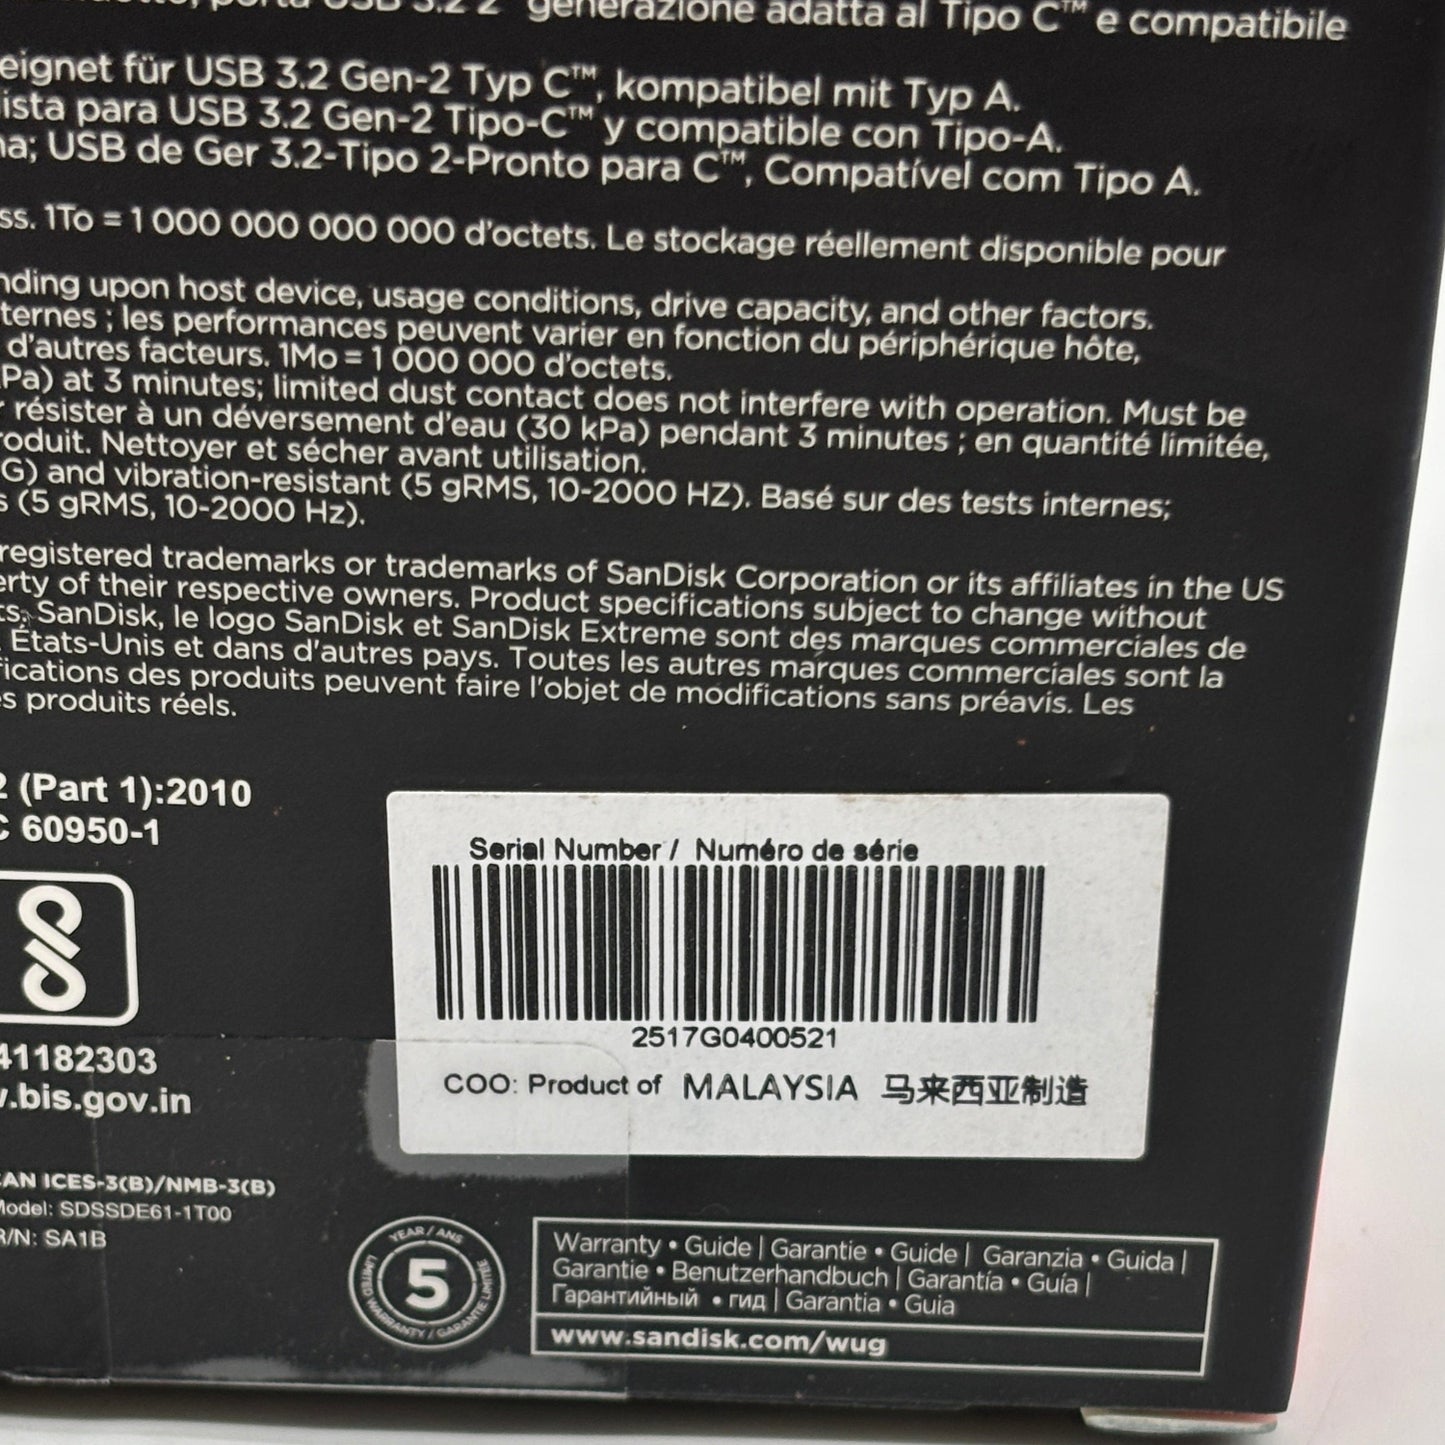 porta USB 3.2 2ª generazione adatta al Tipo C™ e compatibile
eignet für USB 3.2 Gen-2 Typ C™, kompatibel mit Typ A.
lista para USB 3.2 Gen-2 Tipo-C™ y compatible con Tipo-A.
na; USB de Ger 3.2-Tipo 2-Pronto para C™, Compatível com Tipo A.
ss. 1To = 1 000 000 000 000 d'octets. Le stockage réellement disponible pour
nding upon host device, usage conditions, drive capacity, and other factors.
ternes ; les performances peuvent varier en fonction du périphérique hôte,
d'autres facteurs. 1Mo = 1 000 000 d'octets.
Pa) at 3 minutes; limited dust contact does not interfere with operation. Must be
r résister à un déversement d'eau (30 kPa) pendant 3 minutes ; en quantité limitée,
roduit. Nettoyer et sécher avant utilisation.
G) and vibration-resistant (5 gRMS, 10-2000 HZ). Basé sur des tests internes;
s (5 gRMS, 10-2000 Hz).
registered trademarks or trademarks of SanDisk Corporation or its affiliates in the US
erty of their respective owners. Product specifications subject to change without
ts. SanDisk, le logo SanDisk et SanDisk Extreme sont des marques commerciales de
États-Unis et dans d'autres pays. Toutes les autres marques commerciales sont la
fications des produits peuvent faire l'objet de modifications sans préavis. Les
s produits réels.
2 (Part 1):2010
C 60950-1
Serial Number / Numéro de série
2517G0400521
COO: Product of MALAYSIA 马来西亚制造
41182303
.bis.gov.in
CAN ICES-3(B)/NMB-3(B)
Model: SDSSDE61-1T00
R/N: SA1B
YEAR / ANS
5
LIMITED WARRANTY / GARANTIE LIMITÉE
Warranty • Guide | Garantie • Guide | Garanzia • Guida |
Garantie • Benutzerhandbuch | Garantía • Guía |
Гарантийный • гид | Garantia • Guia
www.sandisk.com/wug